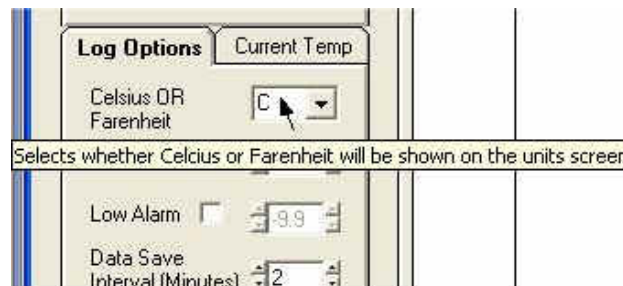 Log Options Current Temp
Celsius OR C
Farenheit
Selects whether Celcius or Farenheit will be shown on the units screen
Low Alarm -9.9
Data Save
Interval (Minutes) 2